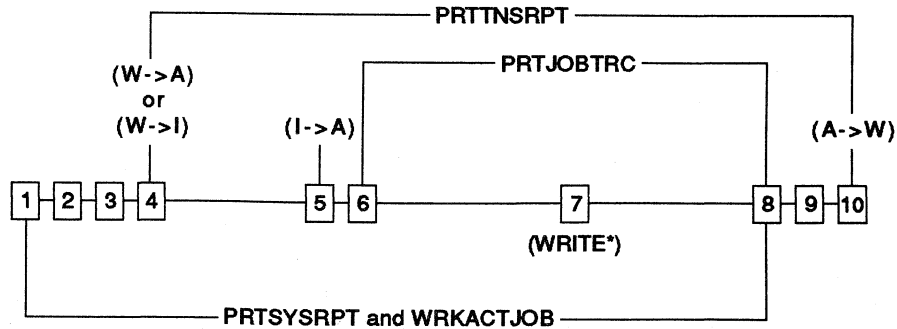 PRTTNSRPT
PRTJOBTRC
(W->A)
or
(W->I)
(I->A)
(A->W)
1 2 3 4 5 6 7 8 9 10
(WRITE*)
PRTSYSRPT and WRKACTJOB